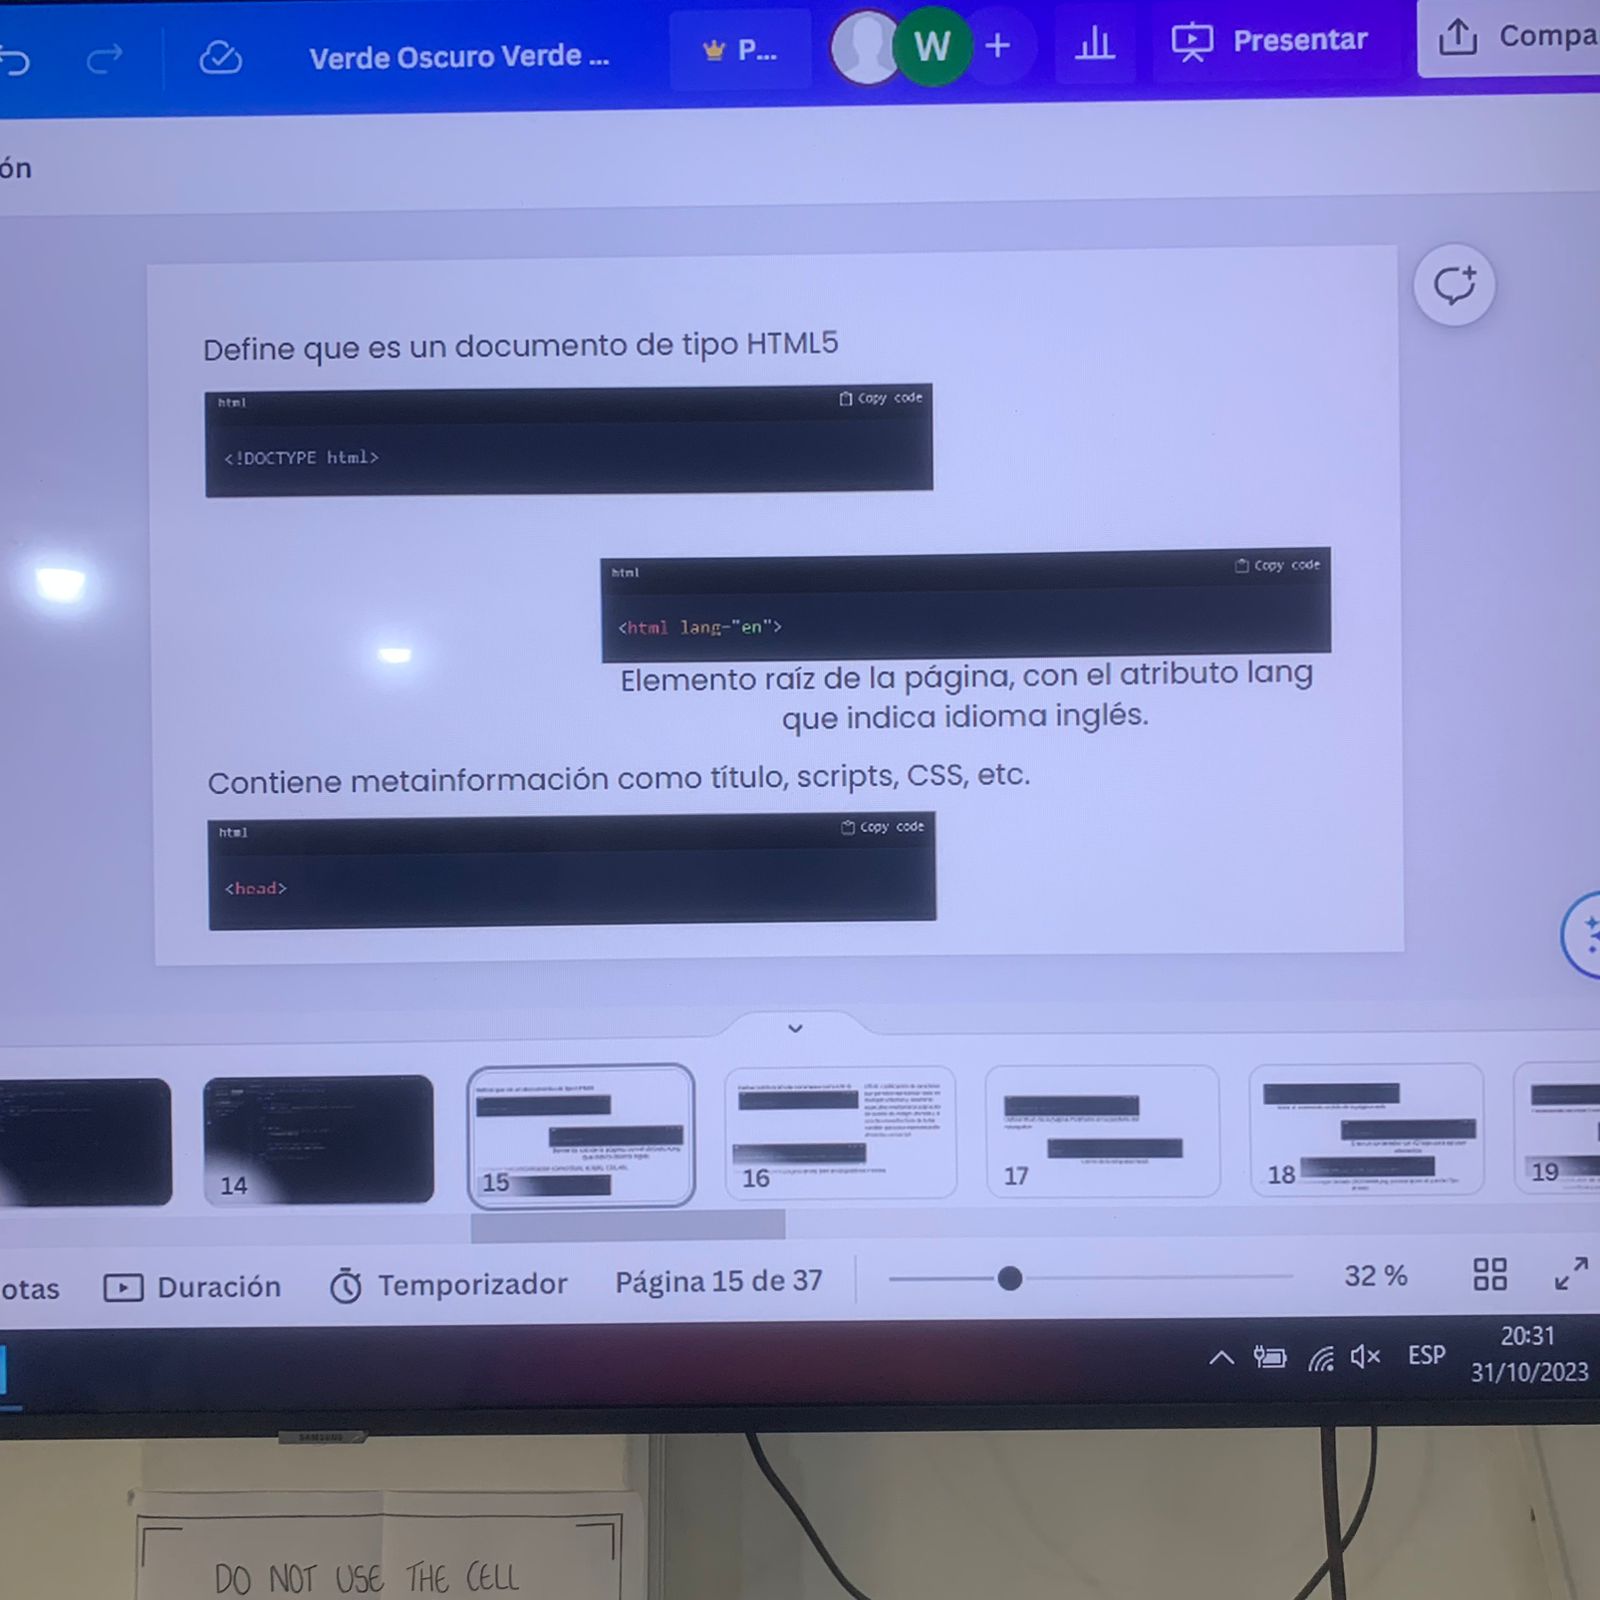 Verde Oscuro Verde ...
P...
W
Presentar
Compa
ón
Define que es un documento de tipo HTML5
html
Copy code
<!DOCTYPE html>
html
Copy code
<html lang="en">
Elemento raíz de la página, con el atributo lang
que indica idioma inglés.
Contiene metainformación como título, scripts, CSS, etc.
html
Copy code
<head>
14
15
16
17
18
19
otas
Duración
Temporizador
Página 15 de 37
32 %
ESP
20:31
31/10/2023
SAMSUNG
DO NOT USE THE CELL